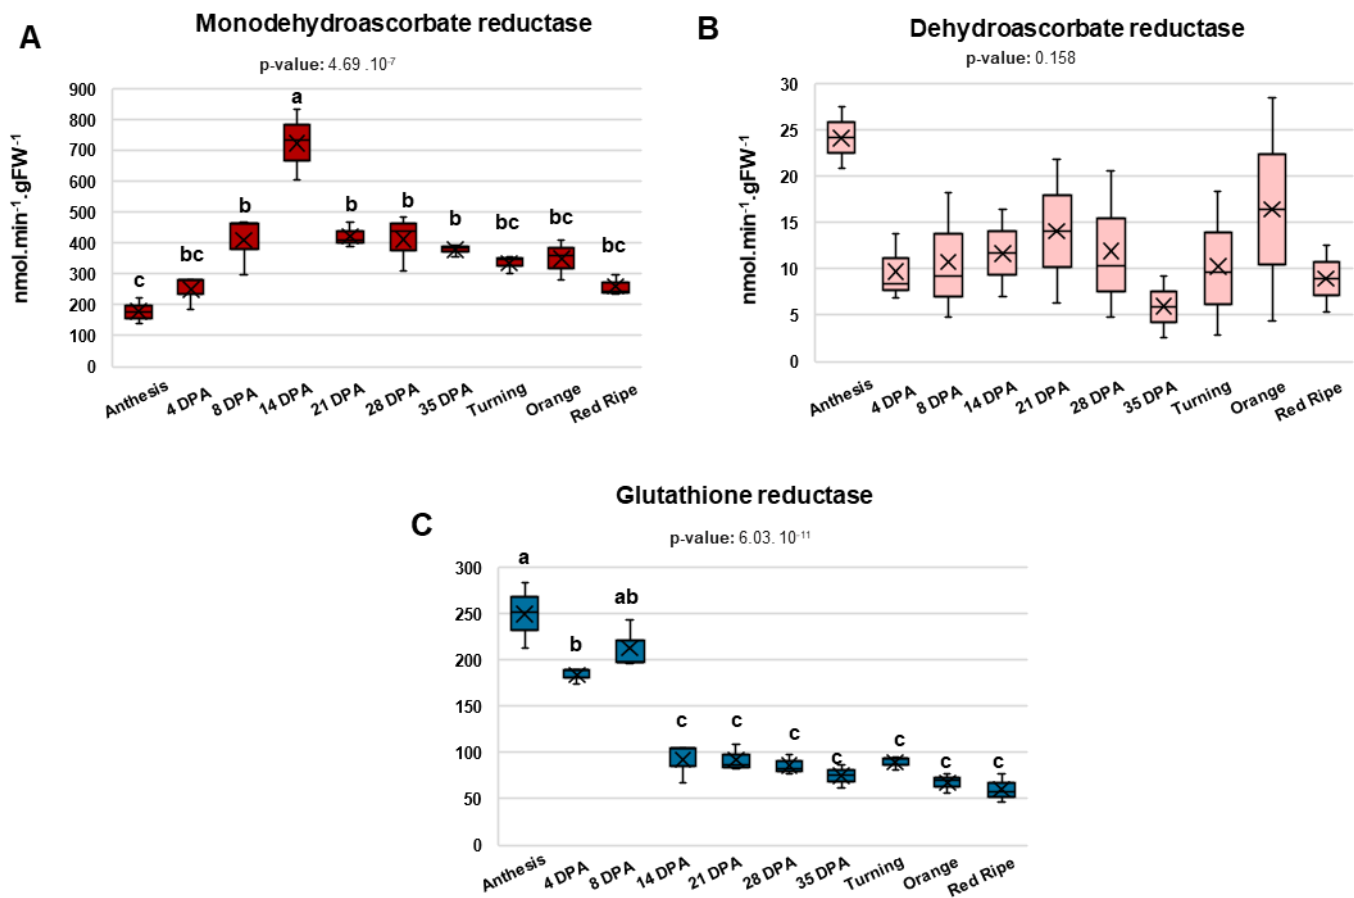 A
Monodehydroascorbate reductase
p-value: 4.69 .10⁻⁷
nmol.min⁻¹.gFW⁻¹
900
800
700
600
500
400
300
200
100
0
c
bc
b
a
b
b
b
bc
bc
bc
Anthesis
4 DPA
8 DPA
14 DPA
21 DPA
28 DPA
35 DPA
Turning
Orange
Red Ripe
B
Dehydroascorbate reductase
p-value: 0.158
nmol.min⁻¹.gFW⁻¹
30
25
20
15
10
5
0
Anthesis
4 DPA
8 DPA
14 DPA
21 DPA
28 DPA
35 DPA
Turning
Orange
Red Ripe
C
Glutathione reductase
p-value: 6.03. 10⁻¹¹
300
250
200
150
100
50
0
a
b
ab
c
c
c
c
c
c
c
Anthesis
4 DPA
8 DPA
14 DPA
21 DPA
28 DPA
35 DPA
Turning
Orange
Red Ripe